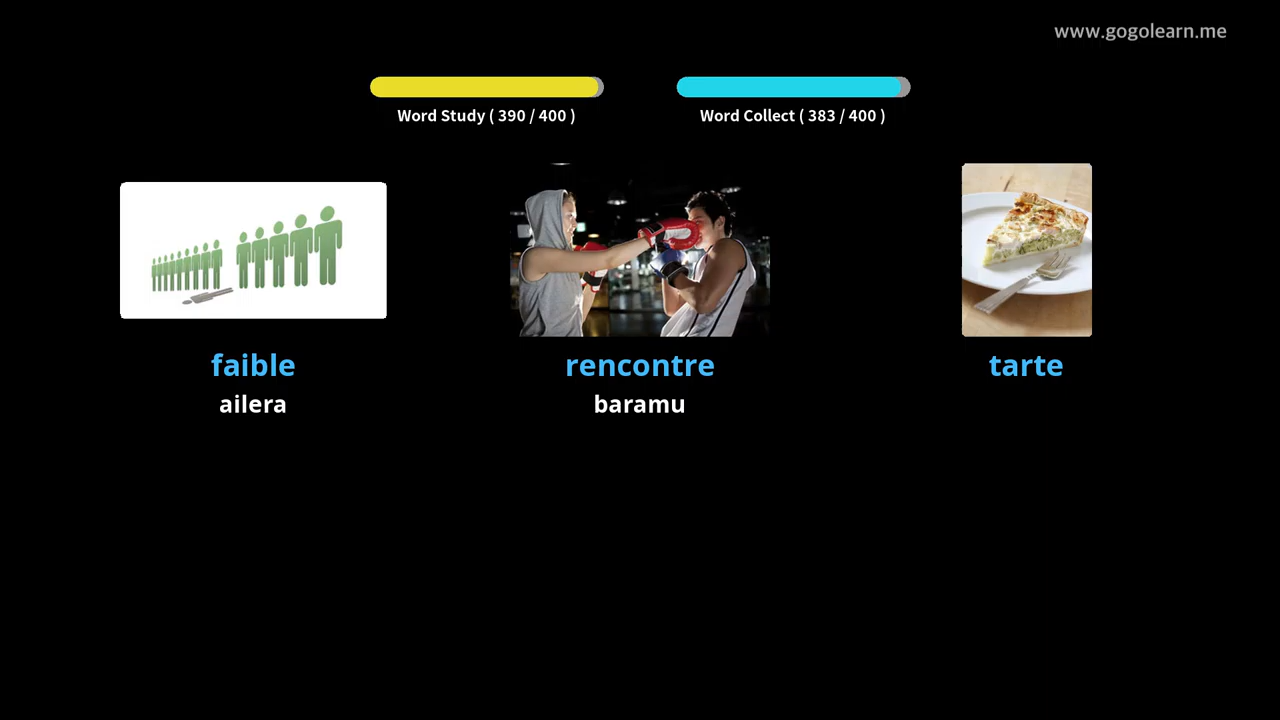 www.gogolearn.me
Word Study ( 390 / 400 )
Word Collect ( 383 / 400 )
faible
ailera
rencontre
baramu
tarte